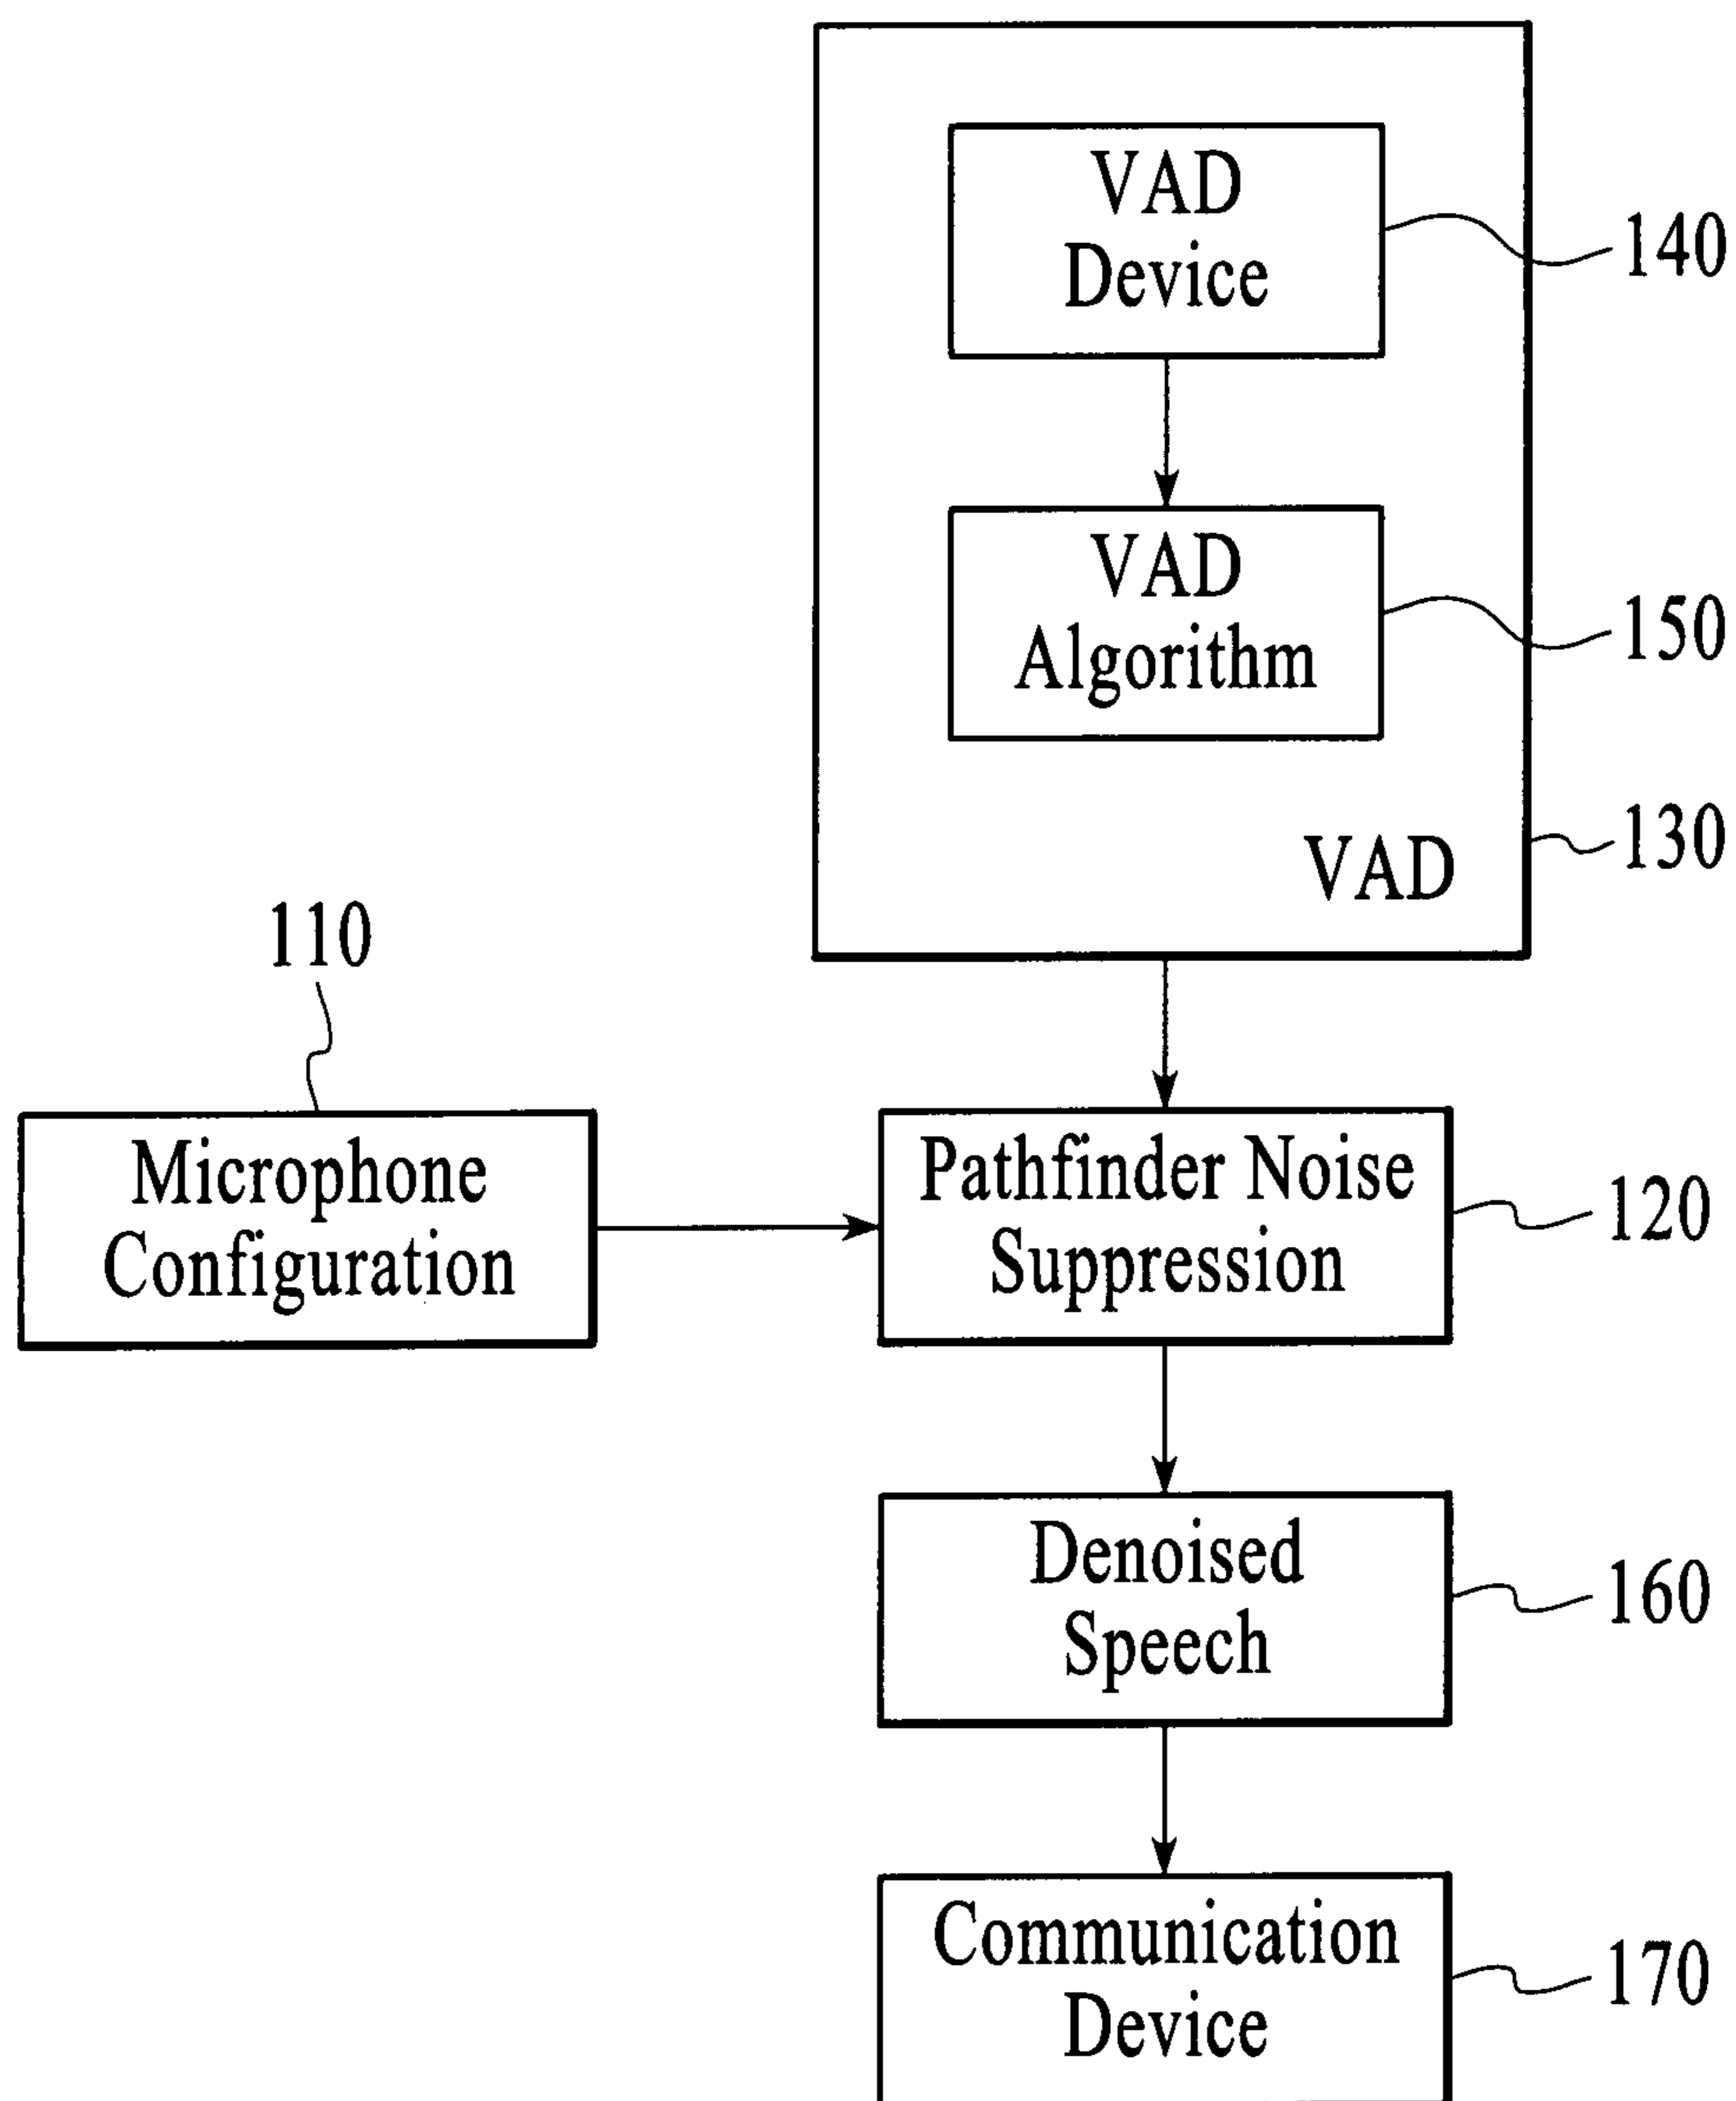 VAD
Device
140
VAD
Algorithm
150
VAD
130
110
Microphone
Configuration
Pathfinder Noise
Suppression
120
Denoised
Speech
160
Communication
Device
170